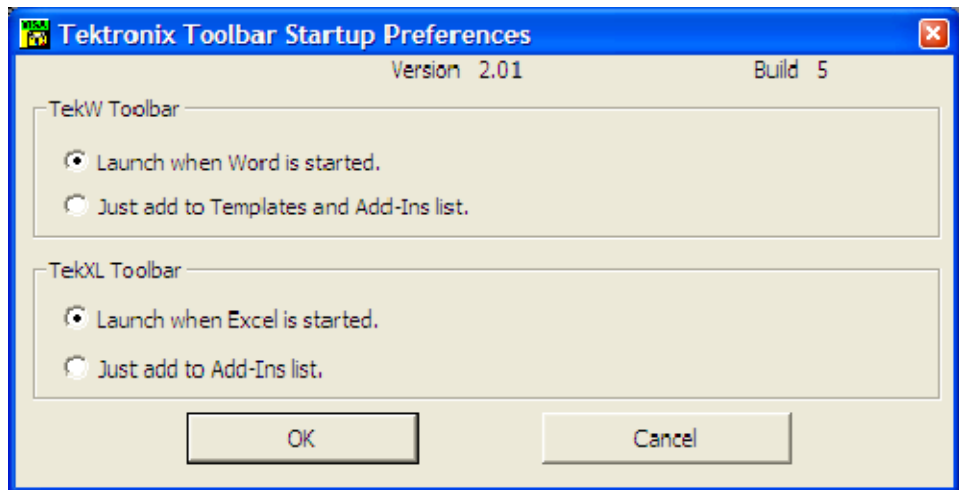 Tektronix Toolbar Startup Preferences
Version 2.01 Build 5
TekW Toolbar
Launch when Word is started.
Just add to Templates and Add-Ins list.
TekXL Toolbar
Launch when Excel is started.
Just add to Add-Ins list.
OK Cancel